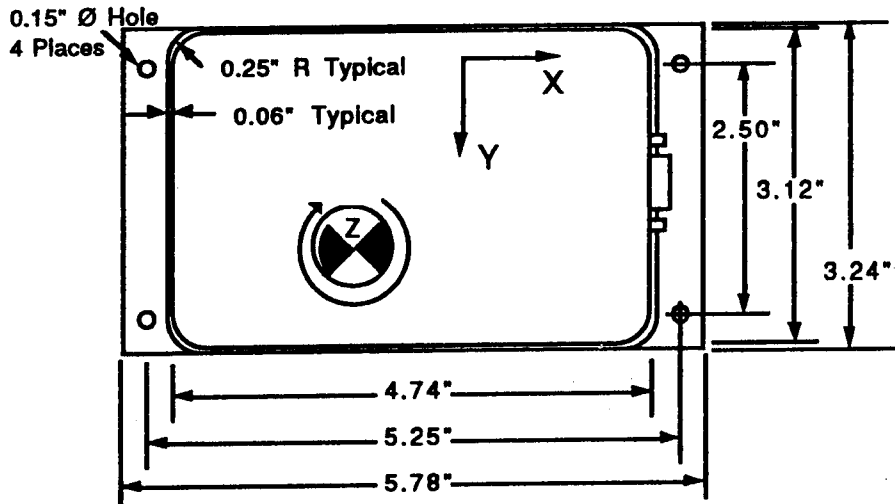 0.15" Ø Hole
4 Places
0.25" R Typical
X
0.06" Typical
Y
2.50"
3.12"
Z
3.24"
4.74"
5.25"
5.78"